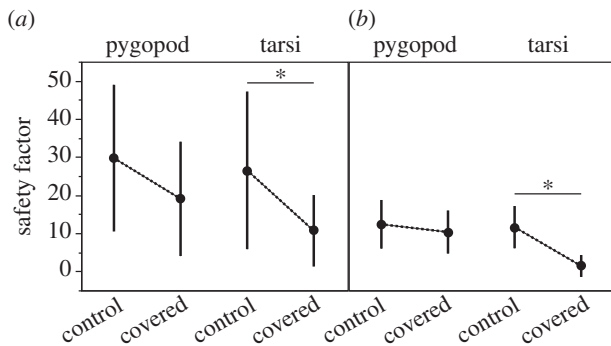 (a) (b)
pygopod tarsi pygopod tarsi
* *
50
40
30
20
10
0
safety factor
control covered control covered control covered control covered